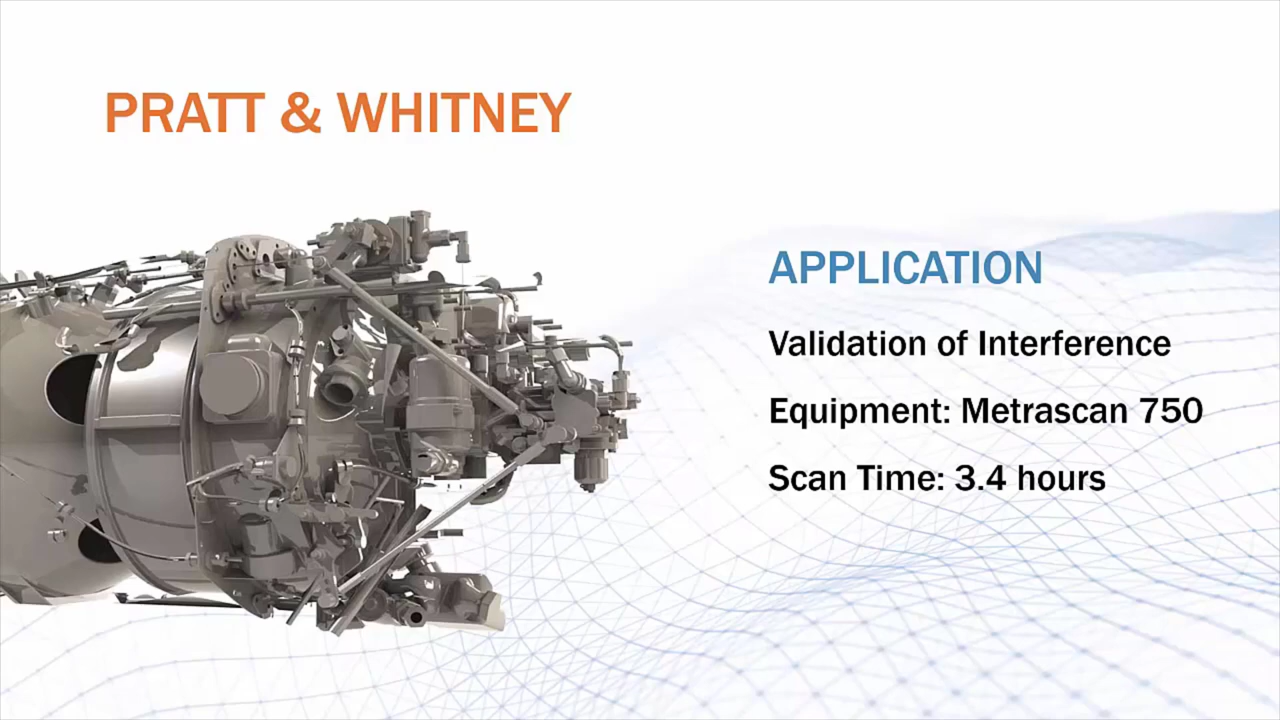 PRATT & WHITNEY
APPLICATION
Validation of Interference
Equipment: Metrascan 750
Scan Time: 3.4 hours